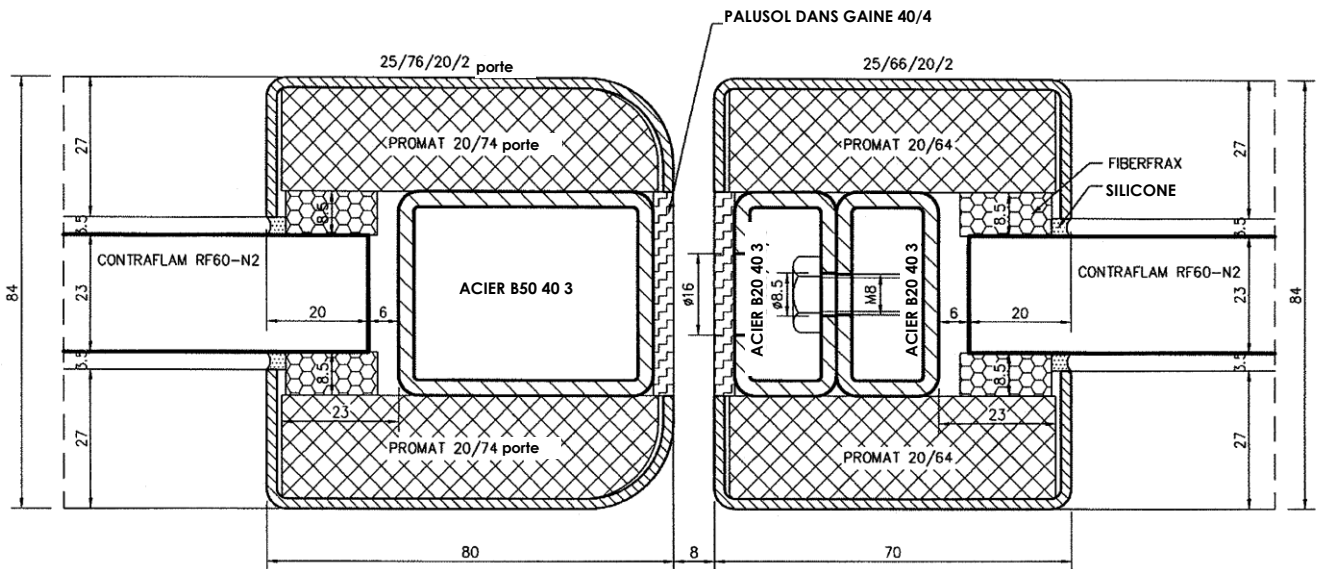 PALUSOL DANS GAINE 40/4
25/76/20/2 porte
25/66/20/2
PROMAT 20/74 porte
PROMAT 20/64
FIBERFRAX
SILICONE
27
27
8.5
8.5
3.5
3.5
CONTRAFLAM RF60-N2
CONTRAFLAM RF60-N2
84
23
ACIER B50 40 3
ø16
ACIER B20 40 3
ø8.5
M8
ACIER B20 40 3
23
84
20
6
6
20
3.5
8.5
8.5
3.5
23
23
27
27
PROMAT 20/74 porte
PROMAT 20/64
80
8
70